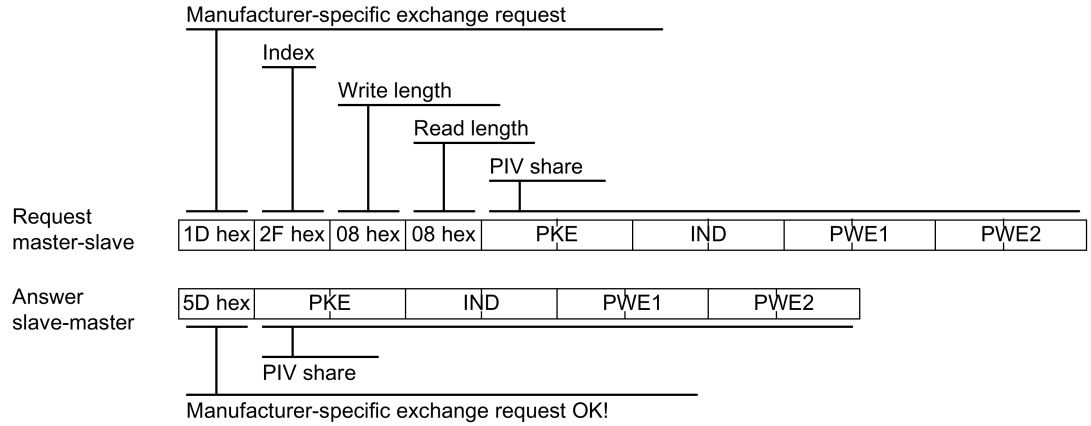 Manufacturer-specific exchange request
Index
Write length
Read length
PIV share
Request
master-slave
1D hex 2F hex 08 hex 08 hex PKE IND PWE1 PWE2
Answer
slave-master
5D hex PKE IND PWE1 PWE2
PIV share
Manufacturer-specific exchange request OK!